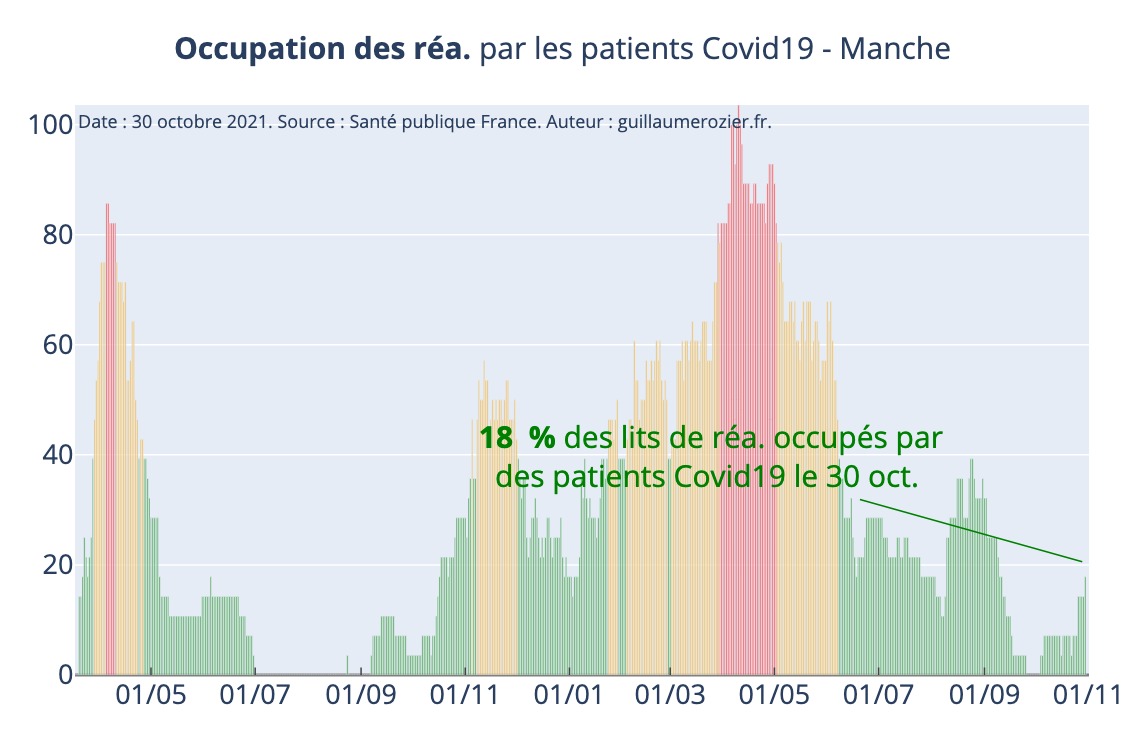 Occupation des réa. par les patients Covid19 - Manche
100
Date : 30 octobre 2021. Source : Santé publique France. Auteur : guillaumerozier.fr.
80
60
40
20
0
18 % des lits de réa. occupés par
des patients Covid19 le 30 oct.
01/05 01/07 01/09 01/11 01/01 01/03 01/05 01/07 01/09 01/11